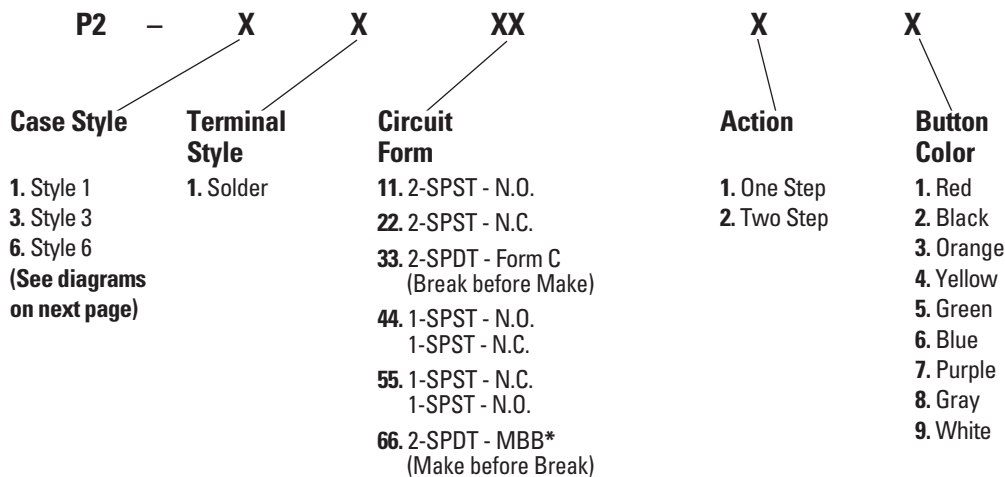 P2 – X X XX X X
Case Style
1. Style 1
3. Style 3
6. Style 6
(See diagrams
on next page)
Terminal
Style
1. Solder
Circuit
Form
11. 2-SPST - N.O.
22. 2-SPST - N.C.
33. 2-SPDT - Form C
(Break before Make)
44. 1-SPST - N.O.
1-SPST - N.C.
55. 1-SPST - N.C.
1-SPST - N.O.
66. 2-SPDT - MBB*
(Make before Break)
Action
1. One Step
2. Two Step
Button
Color
1. Red
2. Black
3. Orange
4. Yellow
5. Green
6. Blue
7. Purple
8. Gray
9. White